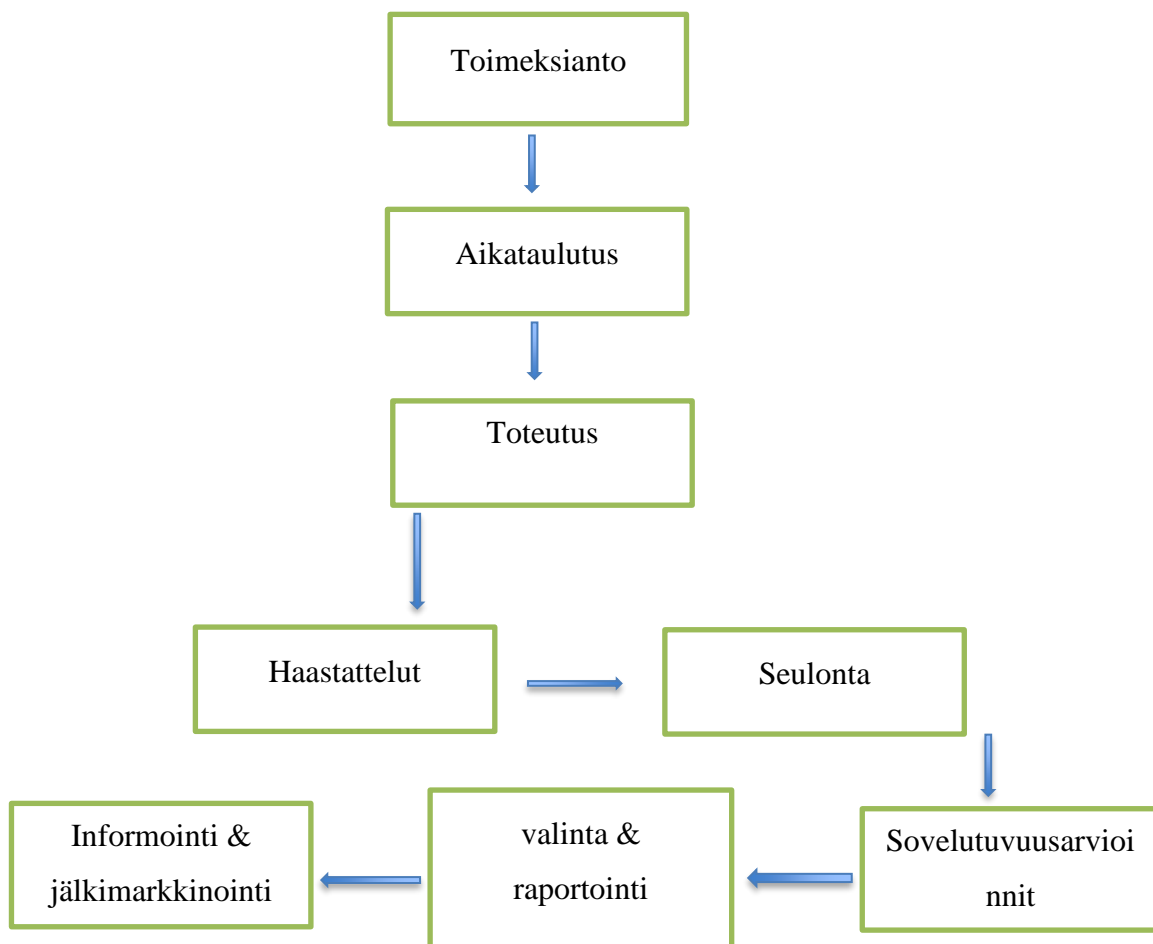 Toimeksianto
Aikataulutus
Toteutus
Haastattelut
Seulonta
Sovelutuvuusarvioi
nnit
valinta &
raportointi
Informointi &
jälkimarkkinointi